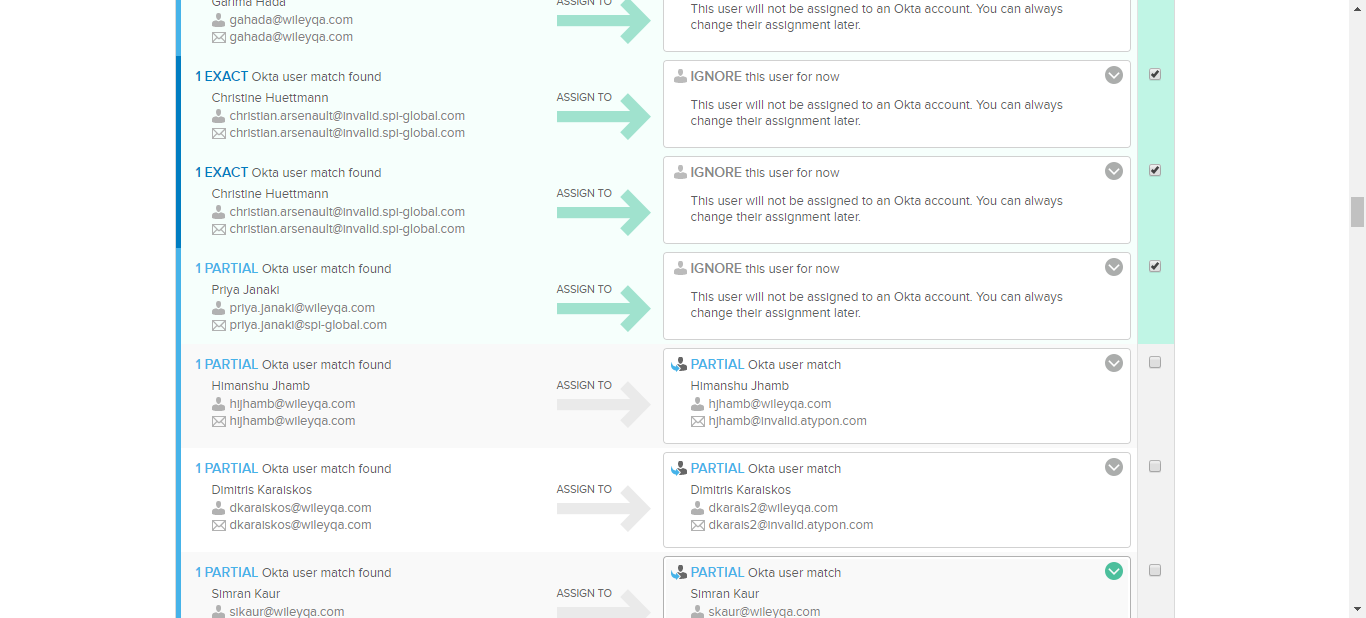 Garima Hada
gahada@wileyqa.com
gahada@wileyqa.com
ASSIGN TO
This user will not be assigned to an Okta account. You can always
change their assignment later.
1 EXACT Okta user match found
Christine Huettmann
christian.arsenault@invalid.spi-global.com
christian.arsenault@invalid.spi-global.com
ASSIGN TO
IGNORE this user for now
This user will not be assigned to an Okta account. You can always
change their assignment later.
1 EXACT Okta user match found
Christine Huettmann
christian.arsenault@invalid.spi-global.com
christian.arsenault@invalid.spi-global.com
ASSIGN TO
IGNORE this user for now
This user will not be assigned to an Okta account. You can always
change their assignment later.
1 PARTIAL Okta user match found
Priya Janaki
priya.janaki@wileyqa.com
priya.janaki@spi-global.com
ASSIGN TO
IGNORE this user for now
This user will not be assigned to an Okta account. You can always
change their assignment later.
1 PARTIAL Okta user match found
Himanshu Jhamb
hijhamb@wileyqa.com
hijhamb@wileyqa.com
ASSIGN TO
PARTIAL Okta user match
Himanshu Jhamb
hjhamb@wileyqa.com
hjhamb@invalid.atypon.com
1 PARTIAL Okta user match found
Dimitris Karaiskos
dkaraiskos@wileyqa.com
dkaraiskos@wileyqa.com
ASSIGN TO
PARTIAL Okta user match
Dimitris Karaiskos
dkarais2@wileyqa.com
dkarais2@invalid.atypon.com
1 PARTIAL Okta user match found
Simran Kaur
sikaur@wileyqa.com
ASSIGN TO
PARTIAL Okta user match
Simran Kaur
skaur@wileyqa.com